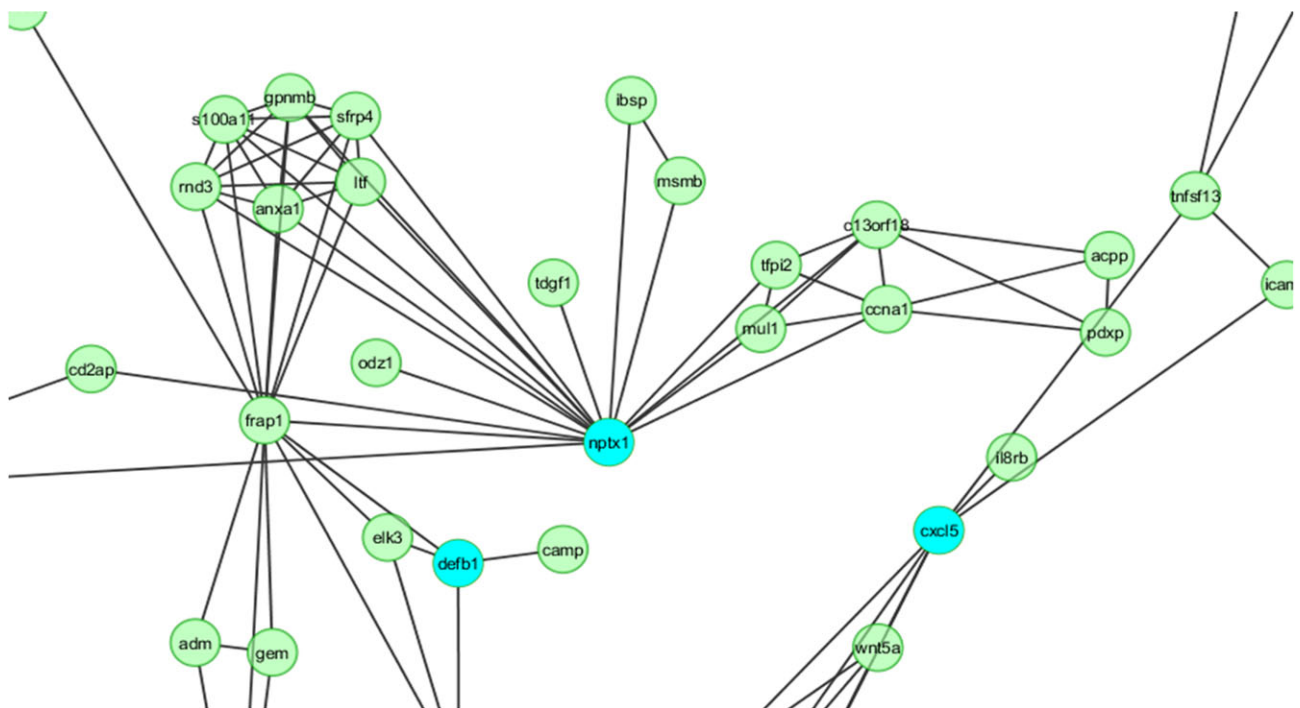 gpnmb
s100a11
sfrp4
ibsp
rnd3
ltf
msmb
anxa1
tnfsf13
c13orf18
tfpi2
acpp
tdgf1
icam
ccna1
mul1
pdxp
odz1
cd2ap
frap1
nptx1
il8rb
cxcl5
elk3
camp
defb1
adm
gem
wnt5a